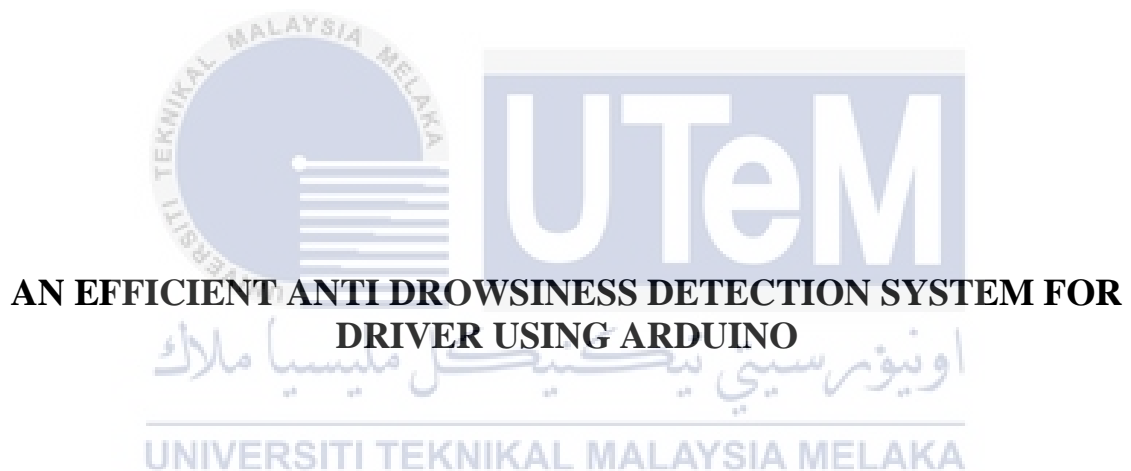 UNIVERSITI TEKNIKAL MALAYSIA MELAKA
UTeM
AN EFFICIENT ANTI DROWSINESS DETECTION SYSTEM FOR
DRIVER USING ARDUINO
اونيۏرسيتي تيكنيكل مليسيا ملاك
UNIVERSITI TEKNIKAL MALAYSIA MELAKA